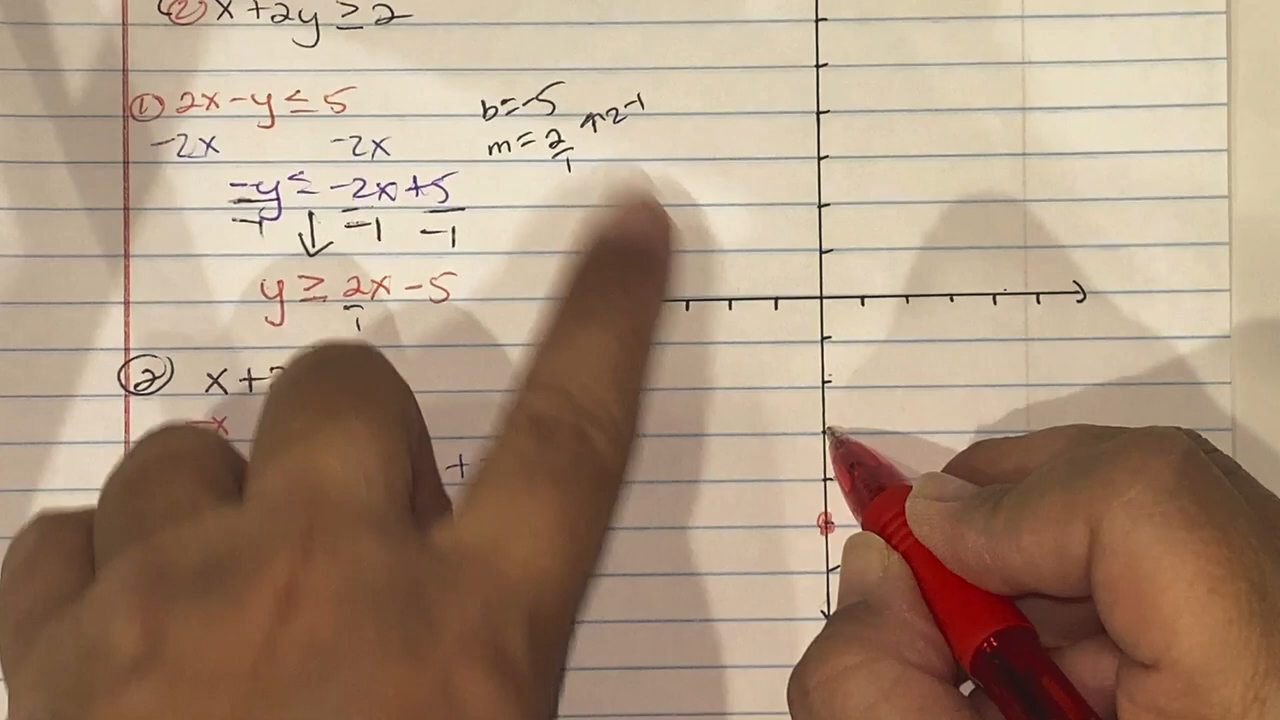 ② x + 2y ≥ 2
① 2x - y ≤ 5
-2x -2x
-y ≤ -2x + 5
-1 -1 -1
y ≥ 2x - 5
1
b = -5
m = 2 ↑2 →1
1
② x +
-x
+